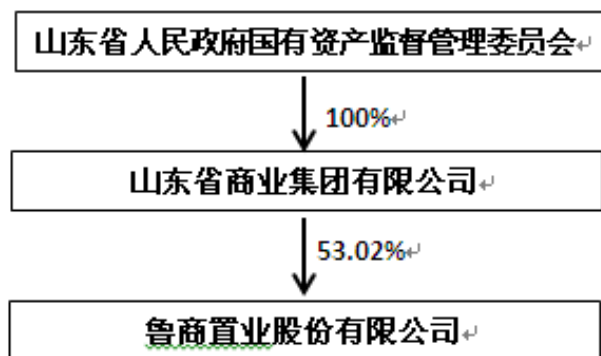 山东省人民政府国有资产监督管理委员会↵
100%↵
山东省商业集团有限公司↵
53.02%↵
鲁商置业股份有限公司↵